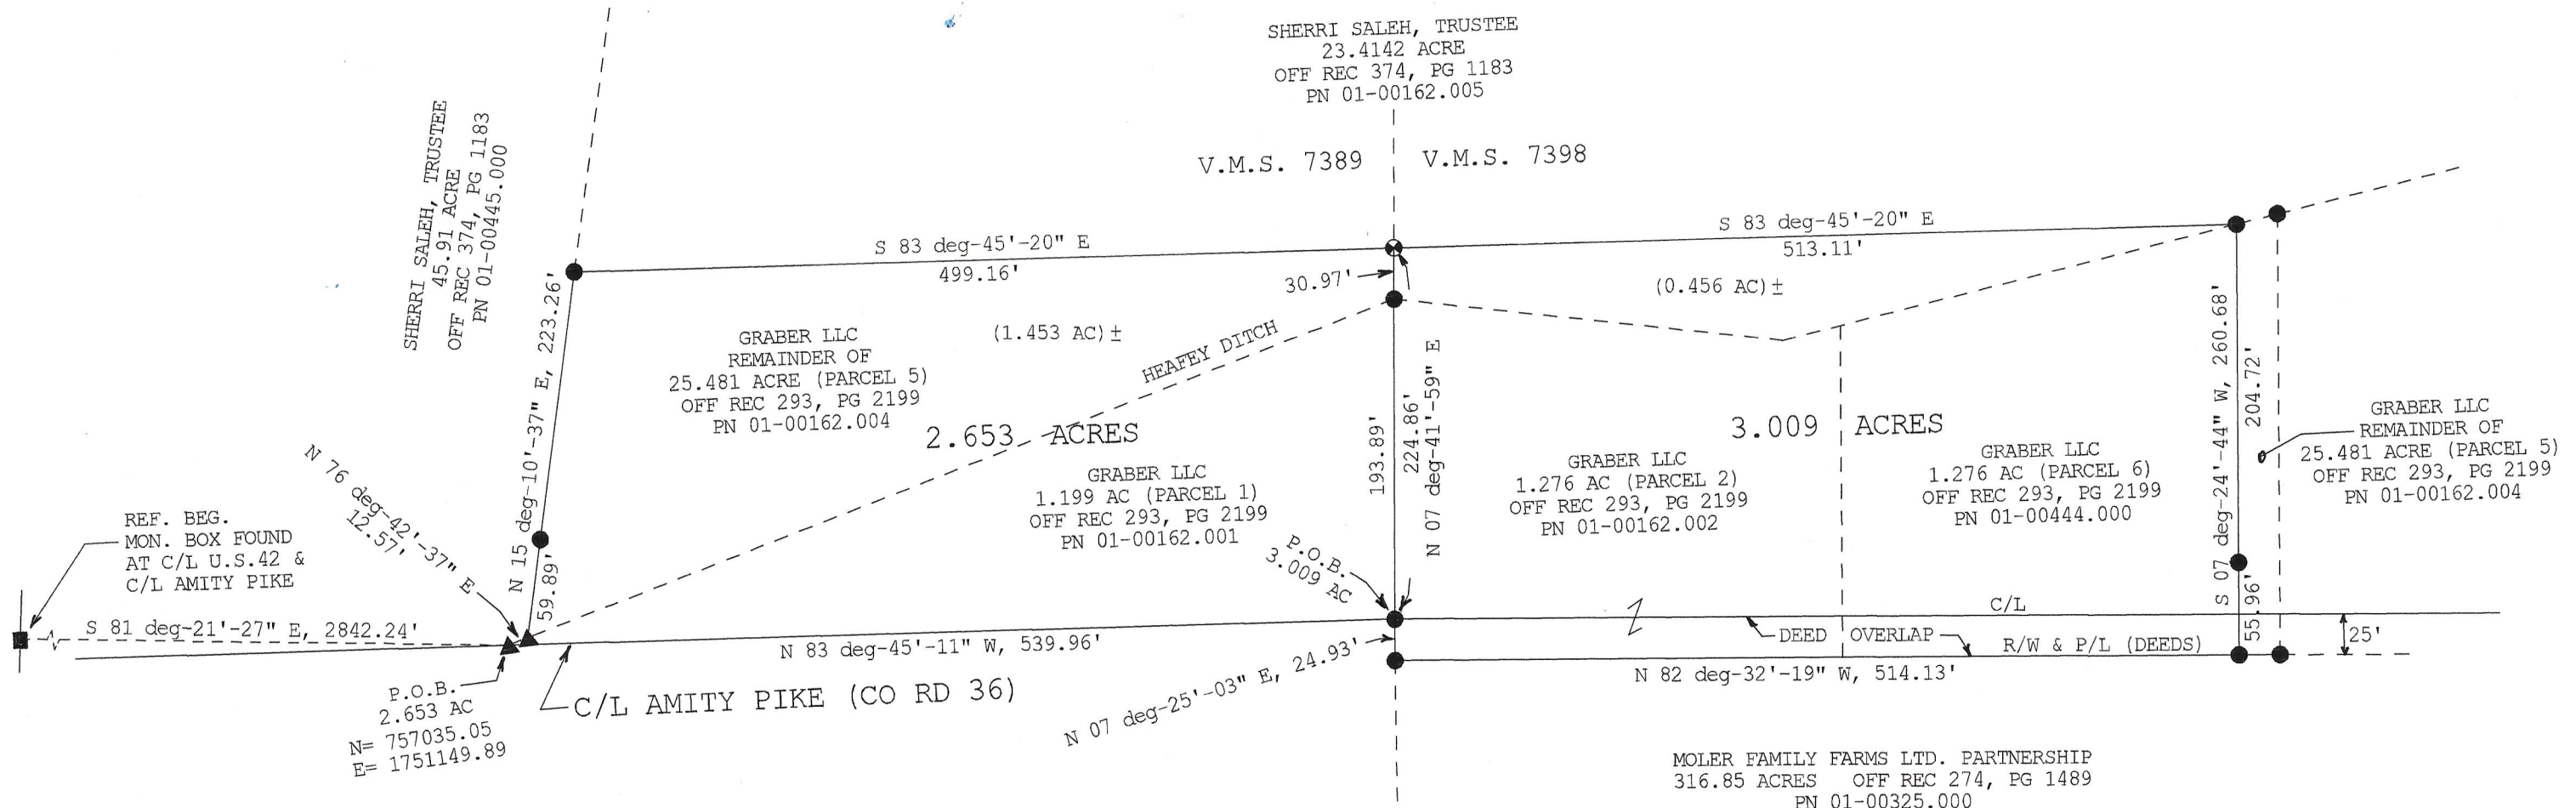 SHERRI SALEH, TRUSTEE
23.4142 ACRE
OFF REC 374, PG 1183
PN 01-00162.005
V.M.S. 7389
V.M.S. 7398
SHERRI SALEH, TRUSTEE
45.91 ACRE
OFF REC 374, PG 1183
PN 01-00445.000
S 83 deg-45'-20" E
499.16'
S 83 deg-45'-20" E
513.11'
30.97'
(0.456 AC)±
N 15 deg-10'-37" E, 223.26'
59.89'
GRABER LLC
REMAINDER OF
25.481 ACRE (PARCEL 5)
OFF REC 293, PG 2199
PN 01-00162.004
(1.453 AC)±
HEAFEY DITCH
2.653 ACRES
GRABER LLC
1.199 AC (PARCEL 1)
OFF REC 293, PG 2199
PN 01-00162.001
193.89'
224.86'
N 07 deg-41'-59" E
3.009 ACRES
GRABER LLC
1.276 AC (PARCEL 2)
OFF REC 293, PG 2199
PN 01-00162.002
GRABER LLC
1.276 AC (PARCEL 6)
OFF REC 293, PG 2199
PN 01-00444.000
S 07 deg-24'-44" W, 260.68'
204.72'
55.96'
GRABER LLC
REMAINDER OF
25.481 ACRE (PARCEL 5)
OFF REC 293, PG 2199
PN 01-00162.004
N 76 deg-42'-37" E
12.57'
REF. BEG.
MON. BOX FOUND
AT C/L U.S.42 &
C/L AMITY PIKE
S 81 deg-21'-27" E, 2842.24'
P.O.B.
3.009 AC
C/L
DEED OVERLAP
R/W & P/L (DEEDS)
25'
N 83 deg-45'-11" W, 539.96'
N 82 deg-32'-19" W, 514.13'
N 07 deg-25'-03" E, 24.93'
P.O.B.
2.653 AC
N= 757035.05
E= 1751149.89
C/L AMITY PIKE (CO RD 36)
MOLER FAMILY FARMS LTD. PARTNERSHIP
316.85 ACRES OFF REC 274, PG 1489
PN 01-00325.000